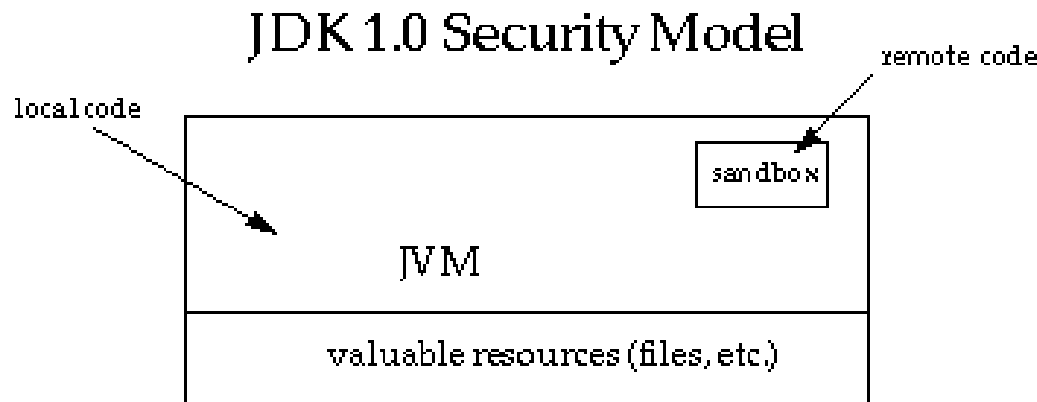 JDK 1.0 Security Model
remote code
local code
sandbox
JVM
valuable resources (files, etc.)